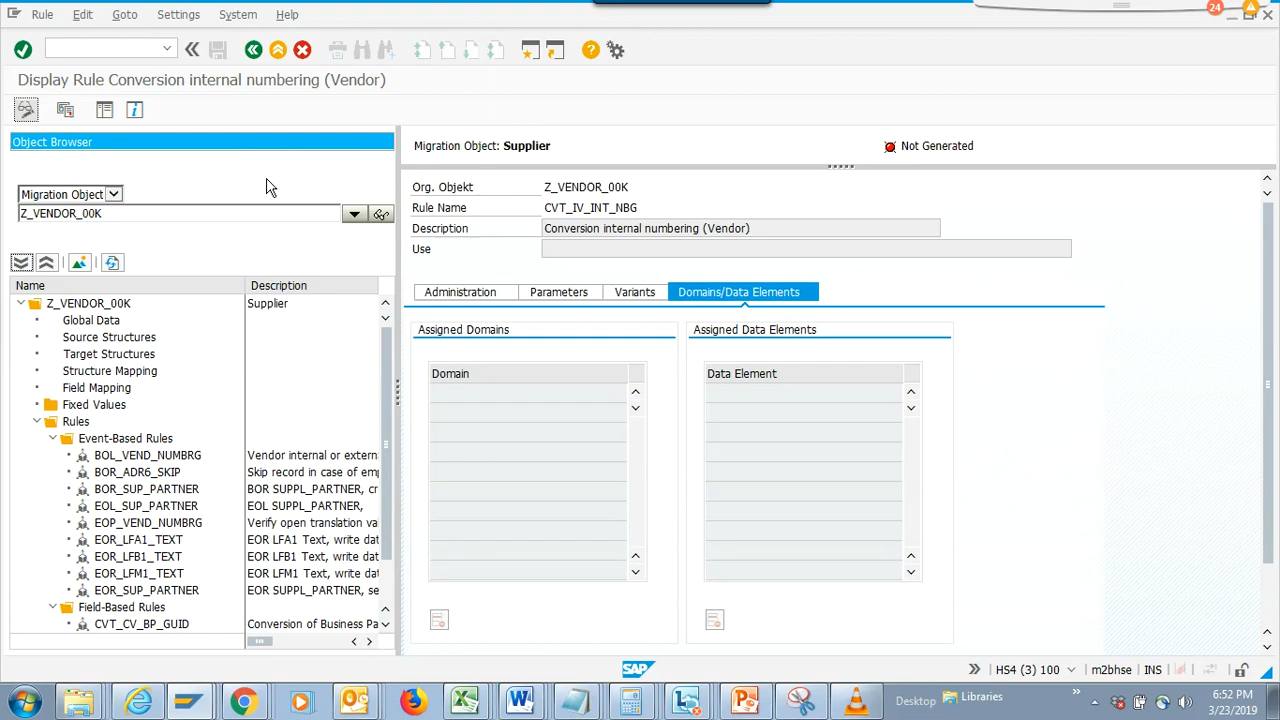 24
Rule Edit Goto Settings System Help
Display Rule Conversion internal numbering (Vendor)
Object Browser
Migration Object: Supplier
Not Generated
Migration Object
Z_VENDOR_00K
Org. Objekt Z_VENDOR_00K
Rule Name CVT_IV_INT_NBG
Description Conversion internal numbering (Vendor)
Use
Administration Parameters Variants Domains/Data Elements
Assigned Domains
Domain
Assigned Data Elements
Data Element
Name Description
Z_VENDOR_00K Supplier
Global Data
Source Structures
Target Structures
Structure Mapping
Field Mapping
Fixed Values
Rules
Event-Based Rules
BOL_VEND_NUMBRG Vendor internal or extern
BOR_ADR6_SKIP Skip record in case of emp
BOR_SUP_PARTNER BOR SUPPL_PARTNER, cr
EOL_SUP_PARTNER EOL SUPPL_PARTNER,
EOP_VEND_NUMBRG Verify open translation va
EOR_LFA1_TEXT EOR LFA1 Text, write dat
EOR_LFB1_TEXT EOR LFB1 Text, write dat
EOR_LFM1_TEXT EOR LFM1 Text, write dat
EOR_SUP_PARTNER EOR SUPPL_PARTNER, se
Field-Based Rules
CVT_CV_BP_GUID Conversion of Business Pa
SAP
HS4 (3) 100 m2bhse INS
Desktop Libraries
6:52 PM
3/23/2019